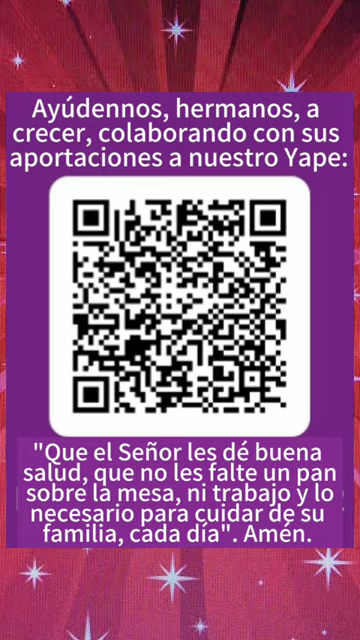 Ayúdennos, hermanos, a
crecer, colaborando con sus
aportaciones a nuestro Yape:
"Que el Señor les dé buena
salud, que no les falte un pan
sobre la mesa, ni trabajo y lo
necesario para cuidar de su
familia, cada día". Amén.